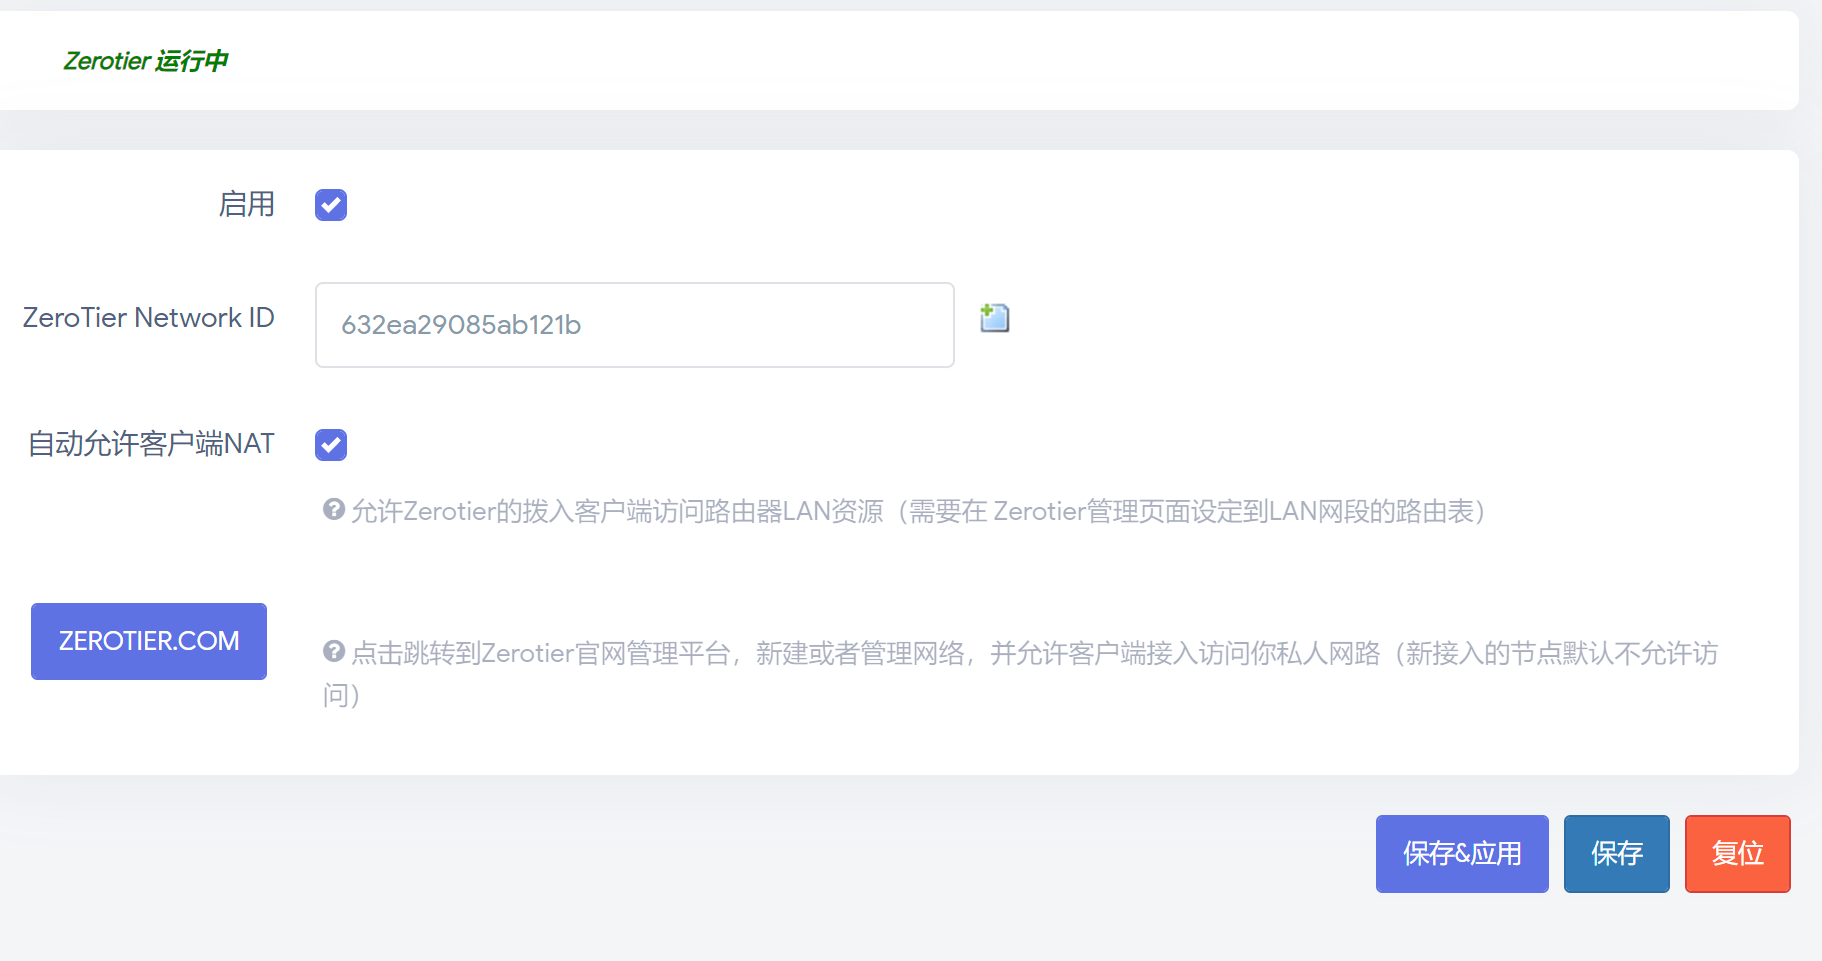 Zerotier 运行中
启用
ZeroTier Network ID
632ea29085ab121b
自动允许客户端NAT
允许Zerotier的拨入客户端访问路由器LAN资源（需要在 Zerotier管理页面设定到LAN网段的路由表）
ZEROTIER.COM
点击跳转到Zerotier官网管理平台，新建或者管理网络，并允许客户端接入访问你私人网路（新接入的节点默认不允许访
问）
保存&应用
保存
复位